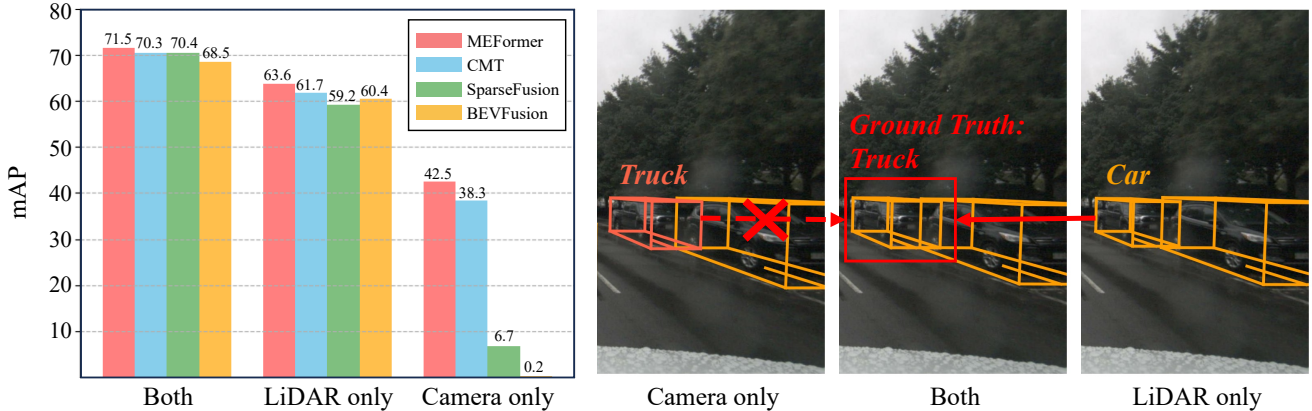 80
70
60
50
40
30
20
10
mAP
71.5 70.3 70.4 68.5
63.6 61.7 59.2 60.4
42.5 38.3 6.7 0.2
MEFormer
CMT
SparseFusion
BEVFusion
Both LiDAR only Camera only
Truck
Ground Truth:
Truck
Car
Camera only Both LiDAR only